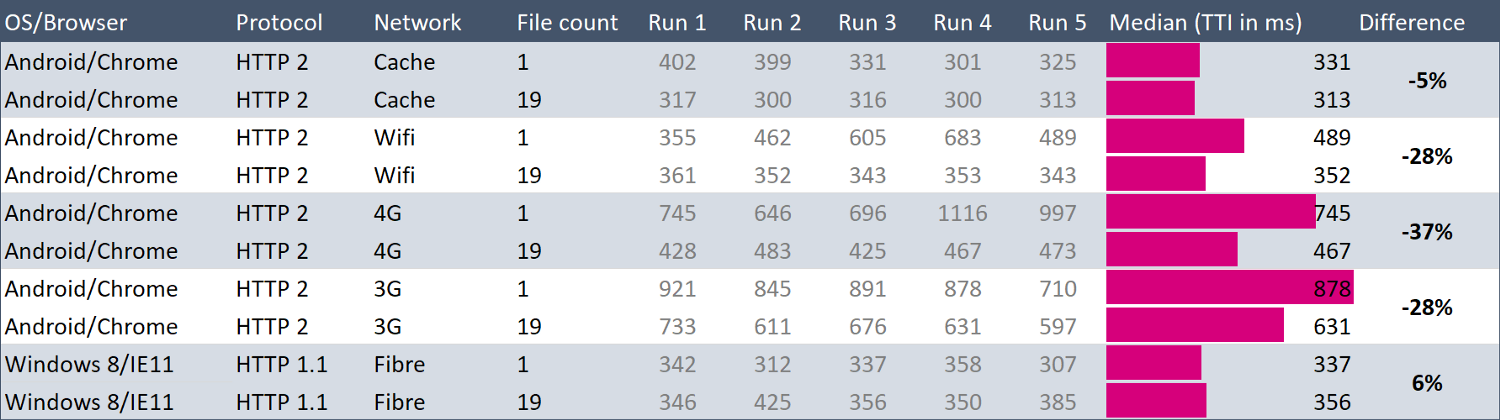 OS/Browser Protocol Network File count Run 1 Run 2 Run 3 Run 4 Run 5 Median (TTI in ms) Difference
Android/Chrome HTTP 2 Cache 1 402 399 331 301 325 331
-5%
Android/Chrome HTTP 2 Cache 19 317 300 316 300 313 313
Android/Chrome HTTP 2 Wifi 1 355 462 605 683 489 489
-28%
Android/Chrome HTTP 2 Wifi 19 361 352 343 353 343 352
Android/Chrome HTTP 2 4G 1 745 646 696 1116 997 745
-37%
Android/Chrome HTTP 2 4G 19 428 483 425 467 473 467
Android/Chrome HTTP 2 3G 1 921 845 891 878 710 878
-28%
Android/Chrome HTTP 2 3G 19 733 611 676 631 597 631
Windows 8/IE11 HTTP 1.1 Fibre 1 342 312 337 358 307 337
6%
Windows 8/IE11 HTTP 1.1 Fibre 19 346 425 356 350 385 356